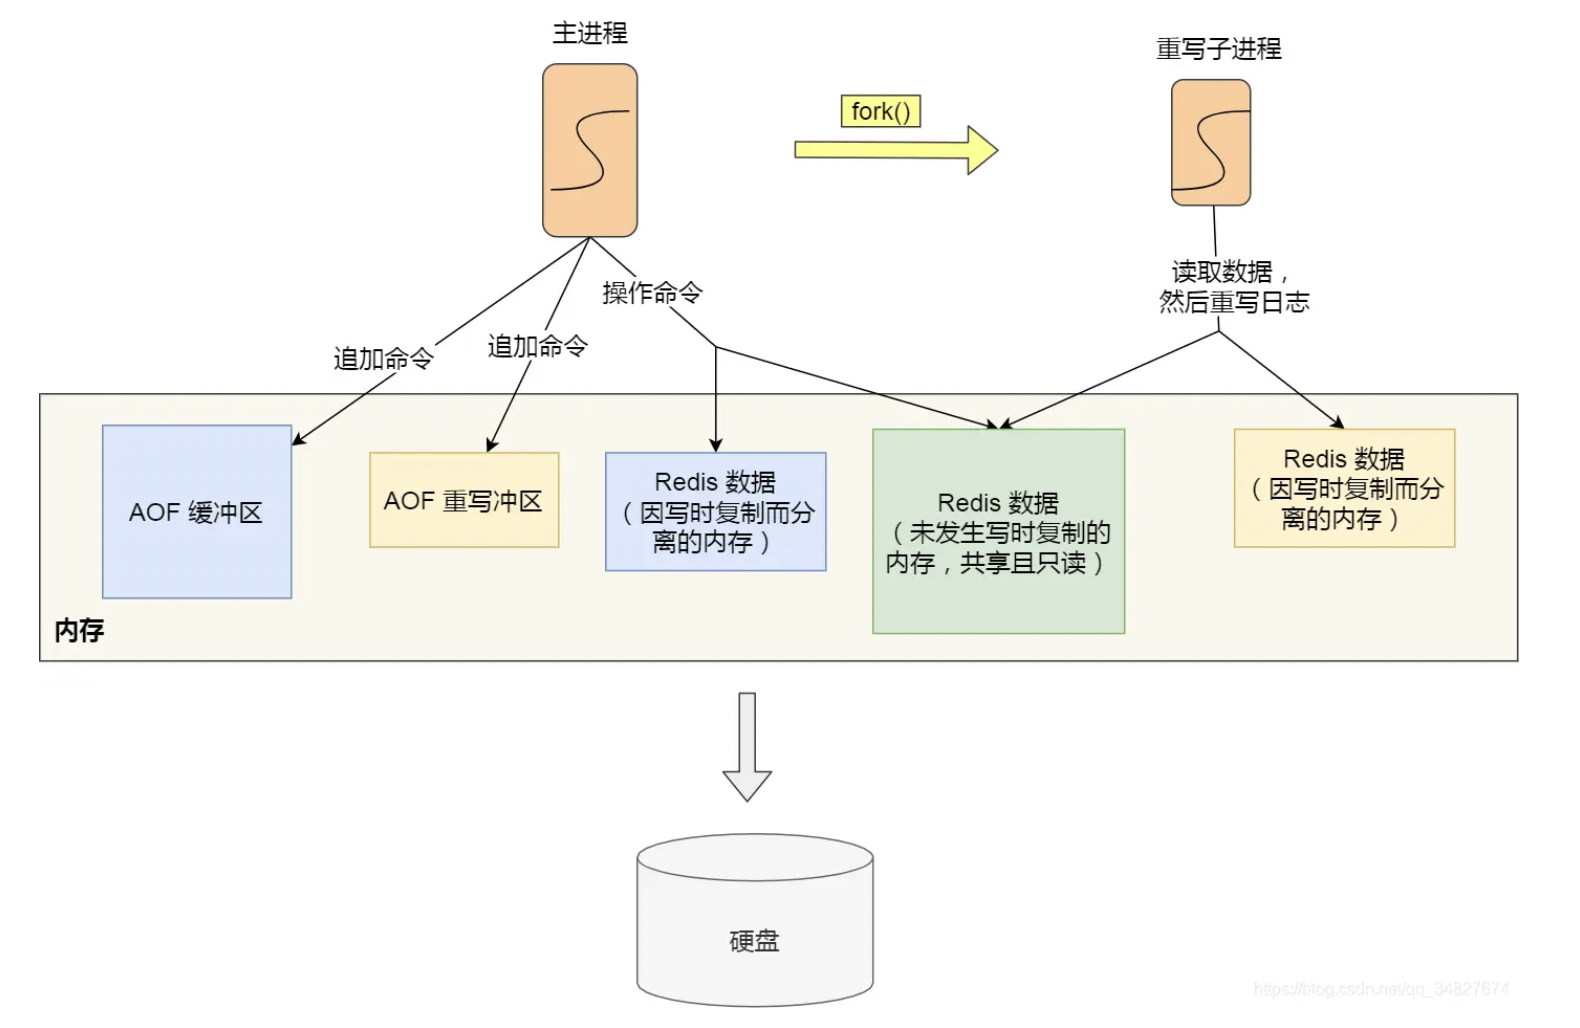 主进程
重写子进程
fork()
读取数据，
然后重写日志
操作命令
追加命令
追加命令
AOF 缓冲区
AOF 重写冲区
Redis 数据
（因写时复制而分
离的内存）
Redis 数据
（未发生写时复制的
内存，共享且只读）
Redis 数据
（因写时复制而分
离的内存）
内存
硬盘
https://blog.csdn.net/qq_34827674